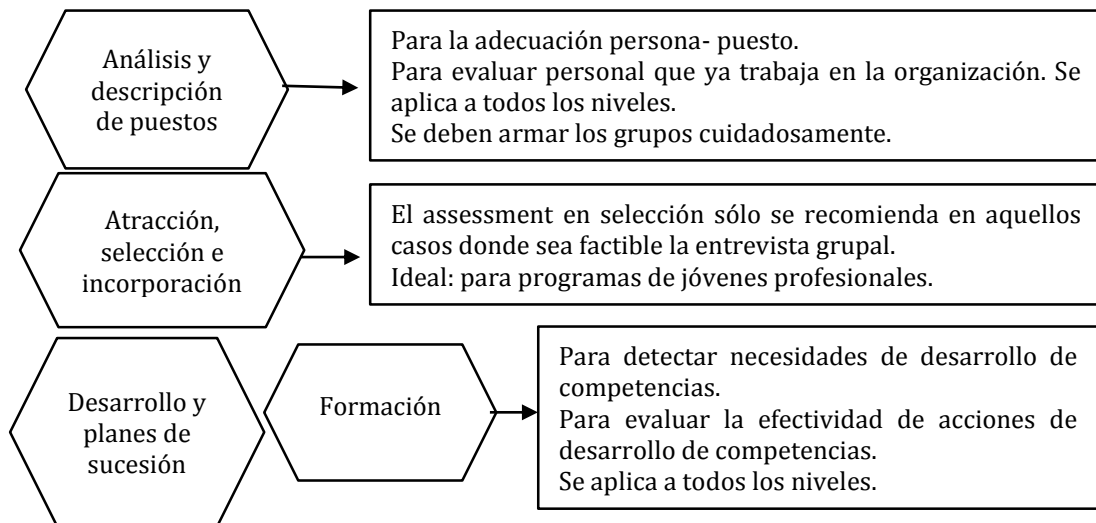 Análisis y
descripción
de puestos
Para la adecuación persona- puesto.
Para evaluar personal que ya trabaja en la organización. Se
aplica a todos los niveles.
Se deben armar los grupos cuidadosamente.
Atracción,
selección e
incorporación
El assessment en selección sólo se recomienda en aquellos
casos donde sea factible la entrevista grupal.
Ideal: para programas de jóvenes profesionales.
Desarrollo y
planes de
sucesión
Formación
Para detectar necesidades de desarrollo de
competencias.
Para evaluar la efectividad de acciones de
desarrollo de competencias.
Se aplica a todos los niveles.